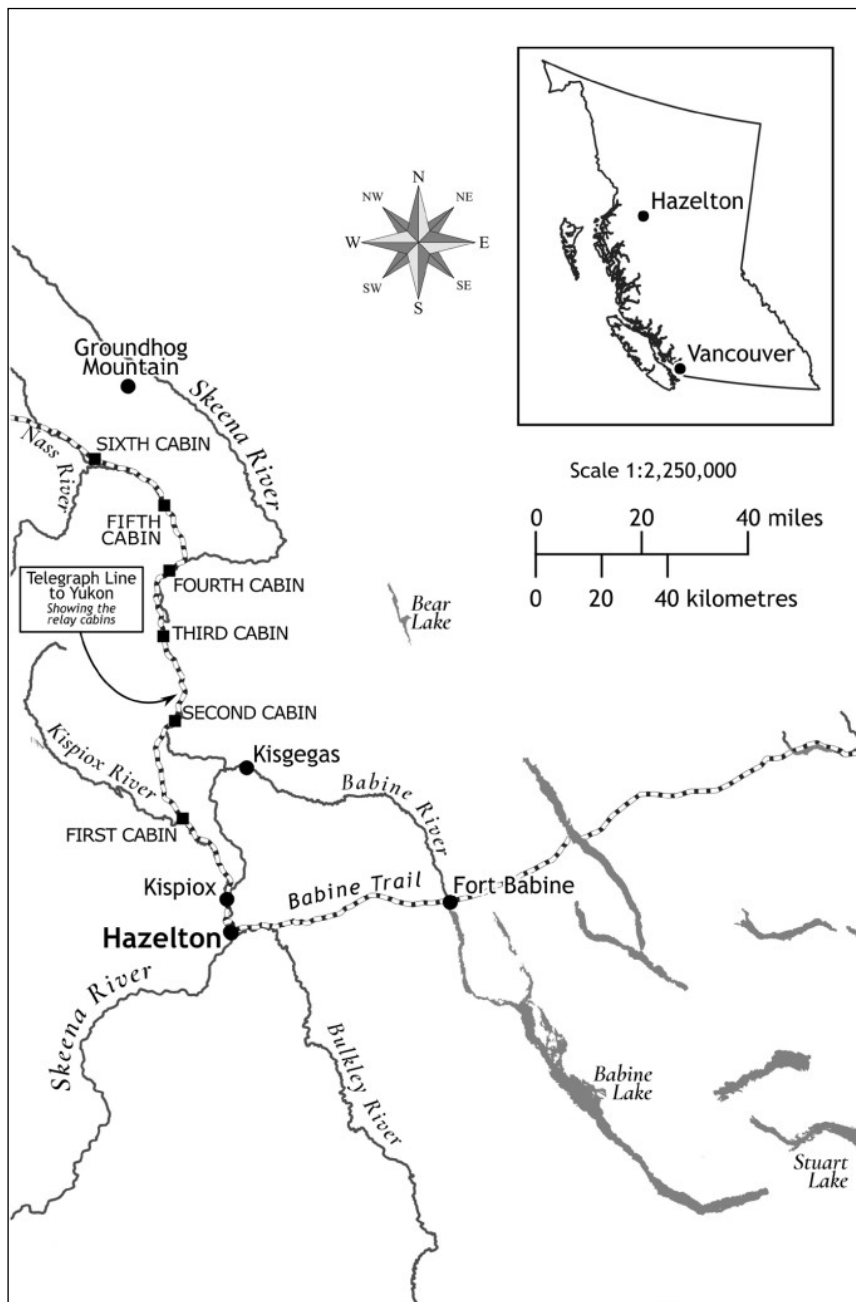 N
NW
NE
W
E
SW
SE
S
Hazelton
Vancouver
Groundhog
Mountain
Skeena River
Nass River
SIXTH CABIN
Scale 1:2,250,000
0 20 40 miles
0 20 40 kilometres
FIFTH
CABIN
FOURTH CABIN
Telegraph Line
to Yukon
Showing the
relay cabins
Bear
Lake
THIRD CABIN
SECOND CABIN
Kispiox River
Kisgegas
Babine River
FIRST CABIN
Kispiox
Babine Trail
Fort Babine
Hazelton
Skeena River
Bulkley River
Babine
Lake
Stuart
Lake